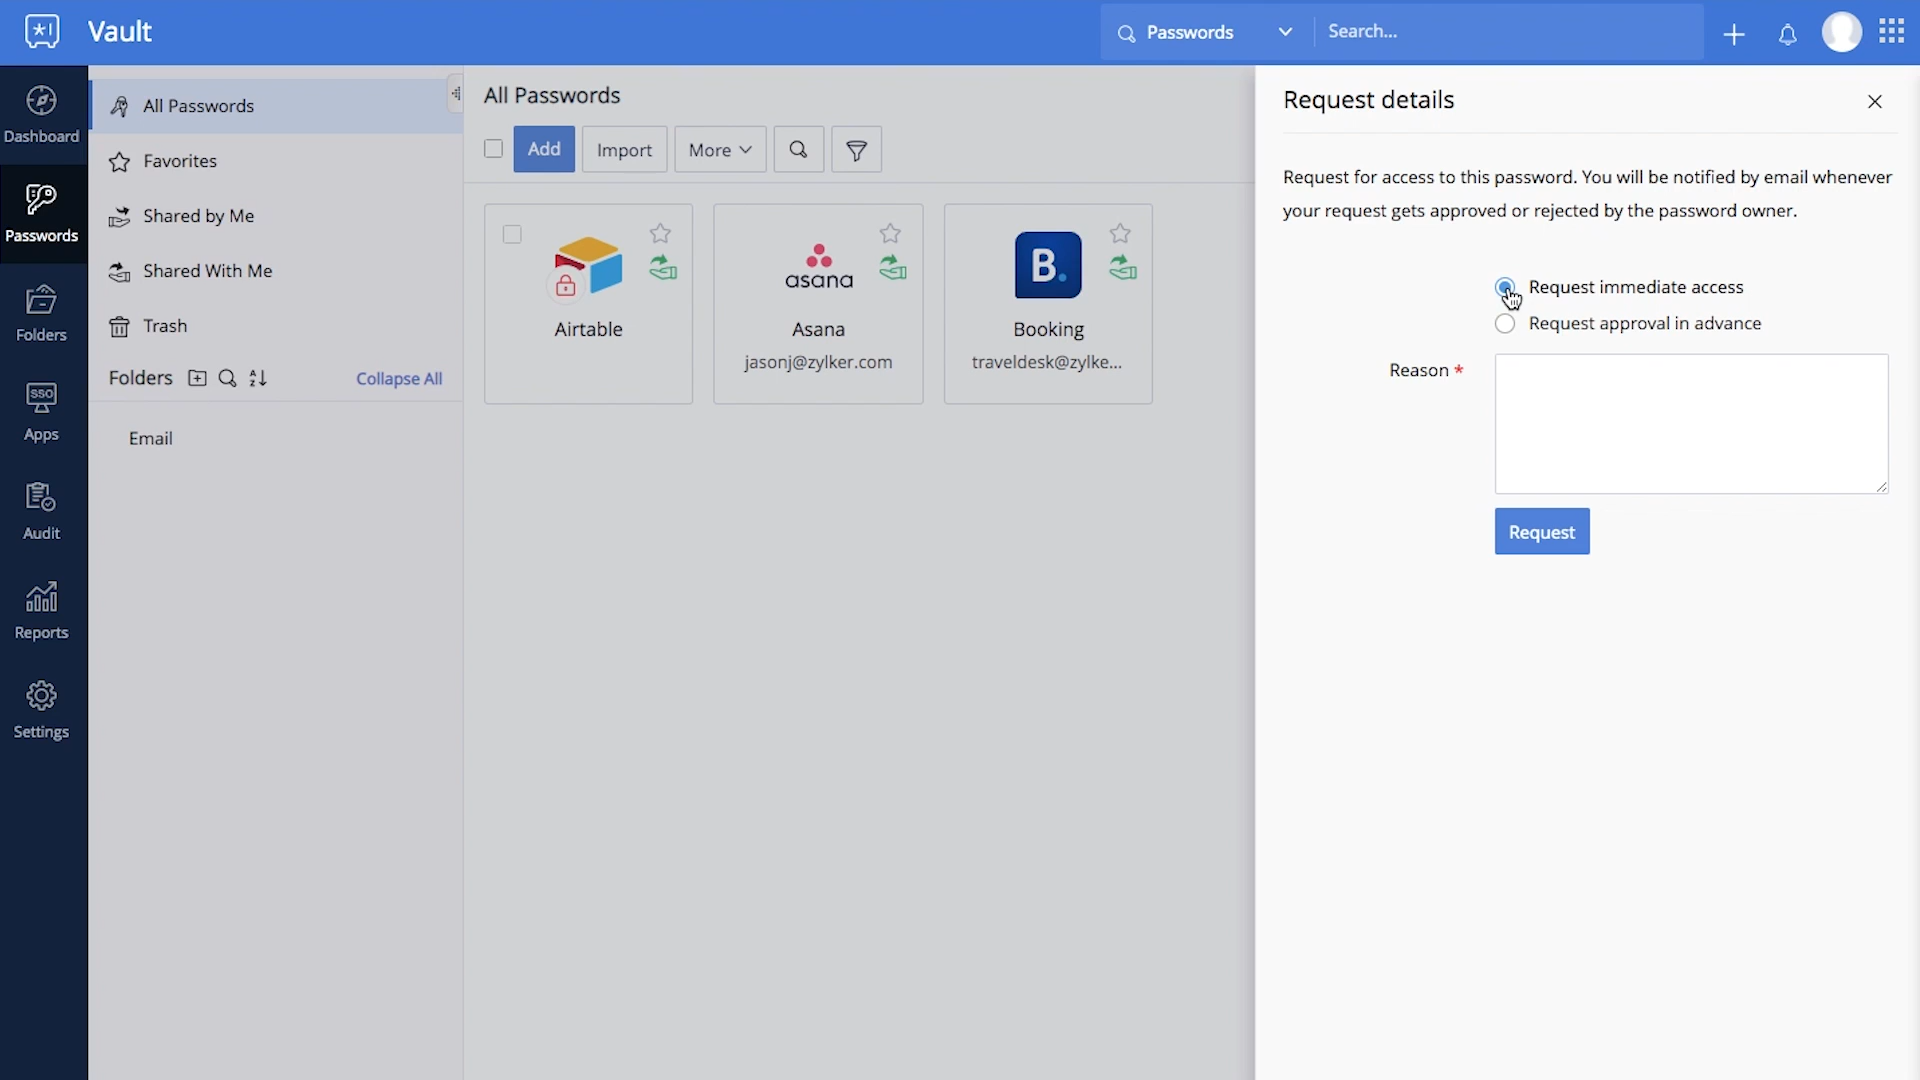 Vault
Passwords
Search...
Dashboard
Passwords
Folders
SSO
Apps
Audit
Reports
Settings
All Passwords
Favorites
Shared by Me
Shared With Me
Trash
Folders
A
Z
Collapse All
Email
All Passwords
Add
Import
More
Airtable
asana
Asana
jasonj@zylker.com
B.
Booking
traveldesk@zylke...
Request details
Request for access to this password. You will be notified by email whenever
your request gets approved or rejected by the password owner.
Request immediate access
Request approval in advance
Reason *
Request